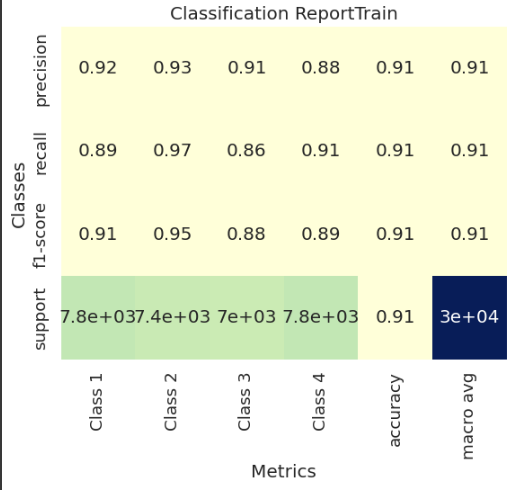 Classification ReportTrain
Classes
precision 0.92 0.93 0.91 0.88 0.91 0.91
recall 0.89 0.97 0.86 0.91 0.91 0.91
f1-score 0.91 0.95 0.88 0.89 0.91 0.91
support 7.8e+03 7.4e+03 7e+03 7.8e+03 0.91 3e+04
Class 1 Class 2 Class 3 Class 4 accuracy macro avg
Metrics